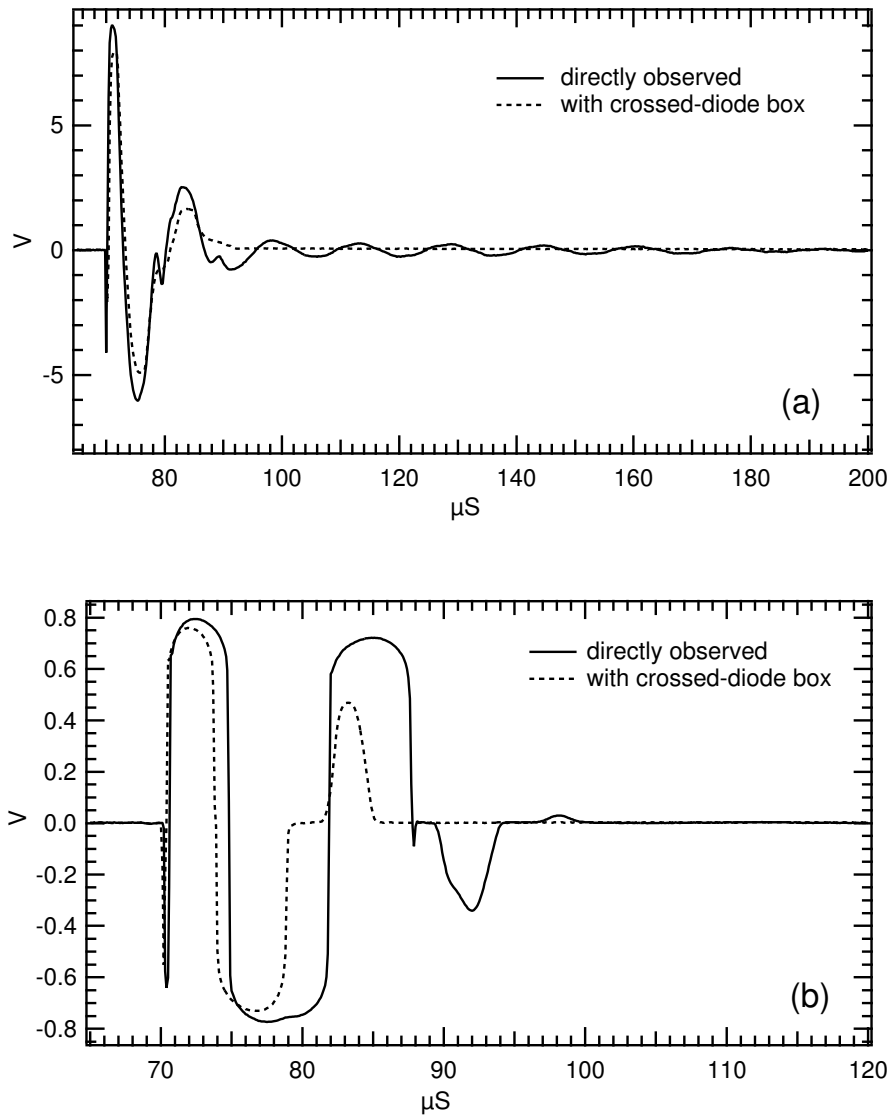 directly observed
with crossed-diode box
5
0
-5
V
(a)
80 100 120 140 160 180 200
µS
0.8
0.6
0.4
0.2
0.0
-0.2
-0.4
-0.6
-0.8
V
directly observed
with crossed-diode box
(b)
70 80 90 100 110 120
µS